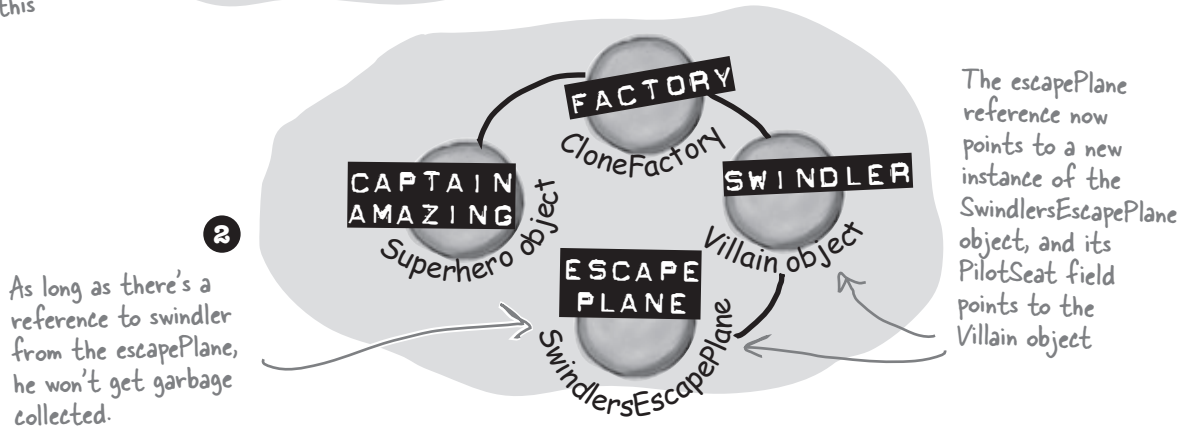 this
FACTORY
CloneFactory
CAPTAIN
AMAZING
Superhero object
SWINDLER
Villain object
ESCAPE
PLANE
SwindlersEscapePlane
The escapePlane
reference now
points to a new
instance of the
SwindlersEscapePlane
object, and its
PilotSeat field
points to the
Villain object
2
As long as there's a
reference to swindler
from the escapePlane,
he won't get garbage
collected.